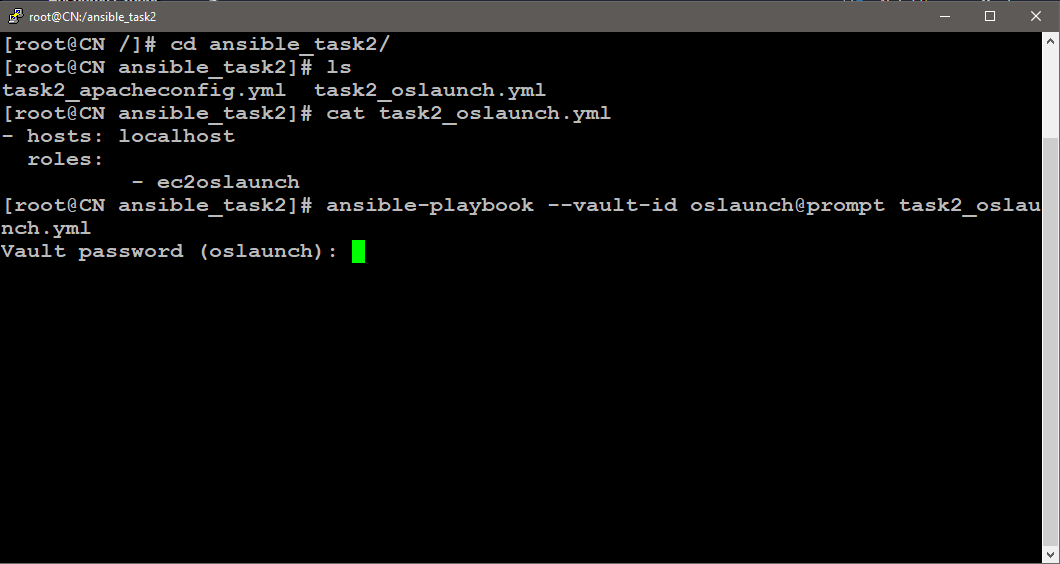 root@CN:/ansible_task2
[root@CN /]# cd ansible_task2/
[root@CN ansible_task2]# ls
task2_apacheconfig.yml  task2_oslaunch.yml
[root@CN ansible_task2]# cat task2_oslaunch.yml
- hosts: localhost
  roles:
          - ec2oslaunch
[root@CN ansible_task2]# ansible-playbook --vault-id oslaunch@prompt task2_oslau
nch.yml
Vault password (oslaunch):